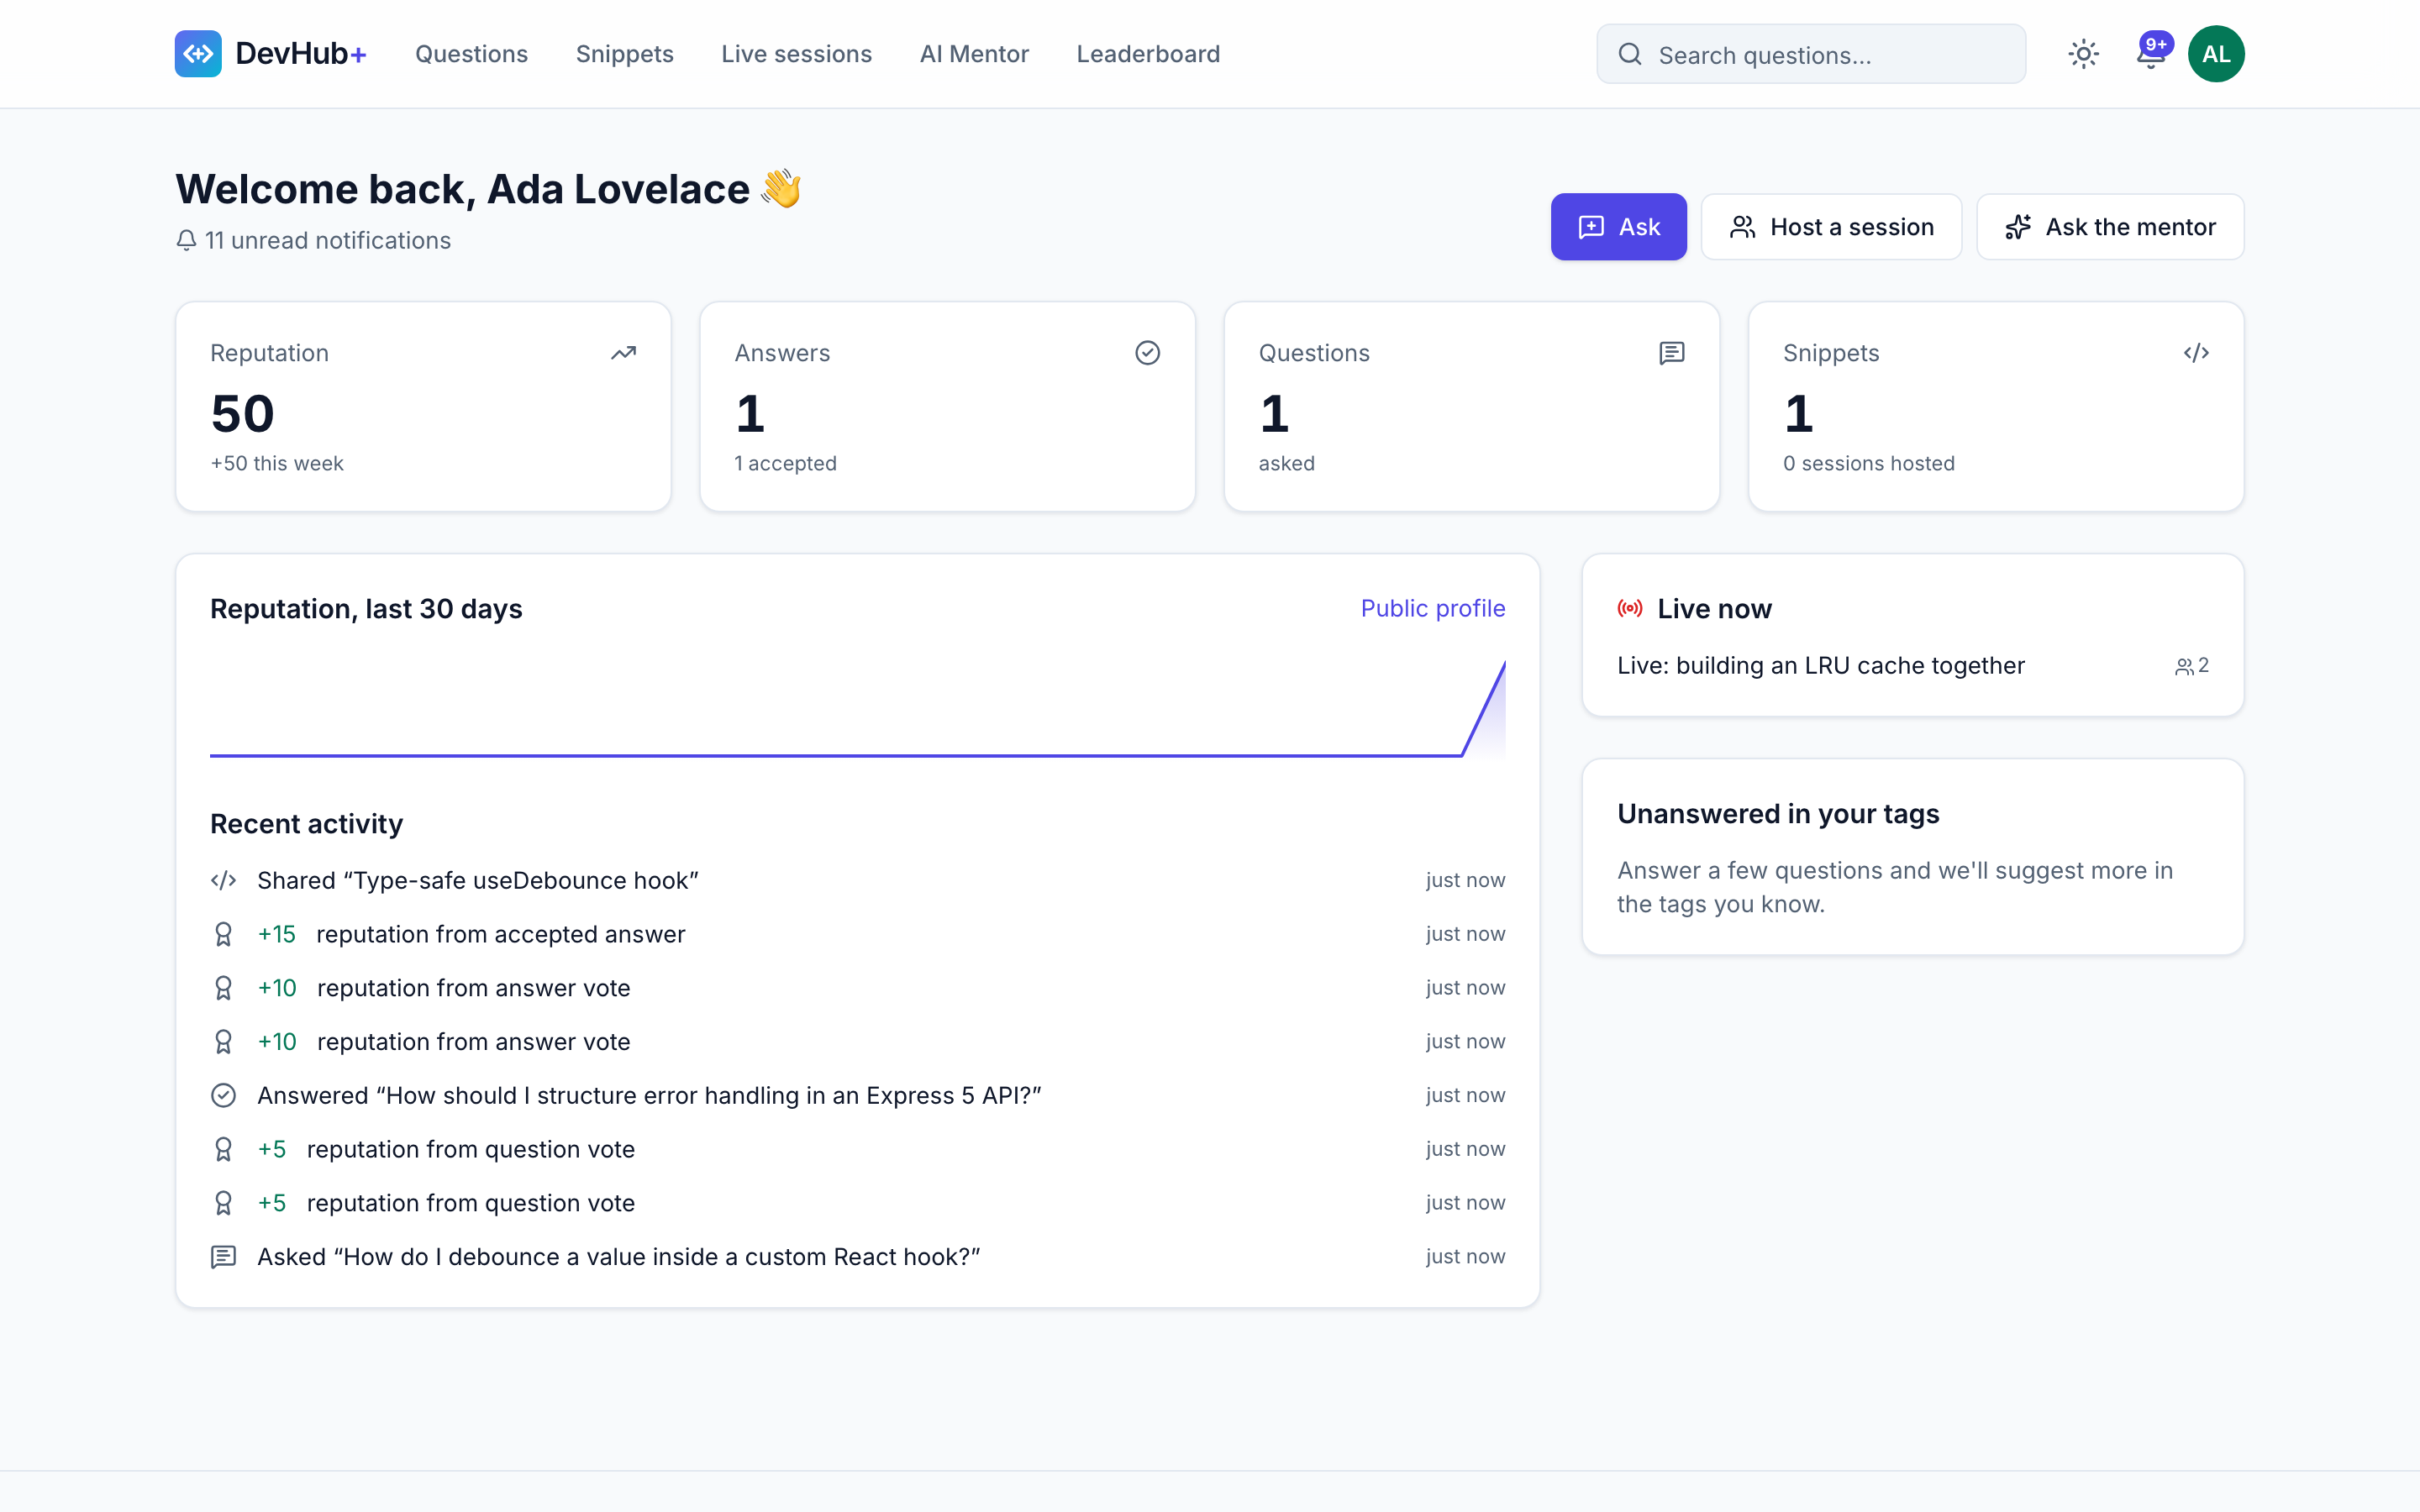 DevHub+
Questions
Snippets
Live sessions
AI Mentor
Leaderboard
Search questions...
9+
AL
Welcome back, Ada Lovelace 👋
11 unread notifications
Ask
Host a session
Ask the mentor
Reputation
50
+50 this week
Answers
1
1 accepted
Questions
1
asked
Snippets
1
0 sessions hosted
Reputation, last 30 days
Public profile
Recent activity
Shared “Type-safe useDebounce hook” just now
+15 reputation from accepted answer just now
+10 reputation from answer vote just now
+10 reputation from answer vote just now
Answered “How should I structure error handling in an Express 5 API?” just now
+5 reputation from question vote just now
+5 reputation from question vote just now
Asked “How do I debounce a value inside a custom React hook?” just now
Live now
Live: building an LRU cache together 2
Unanswered in your tags
Answer a few questions and we'll suggest more in
the tags you know.